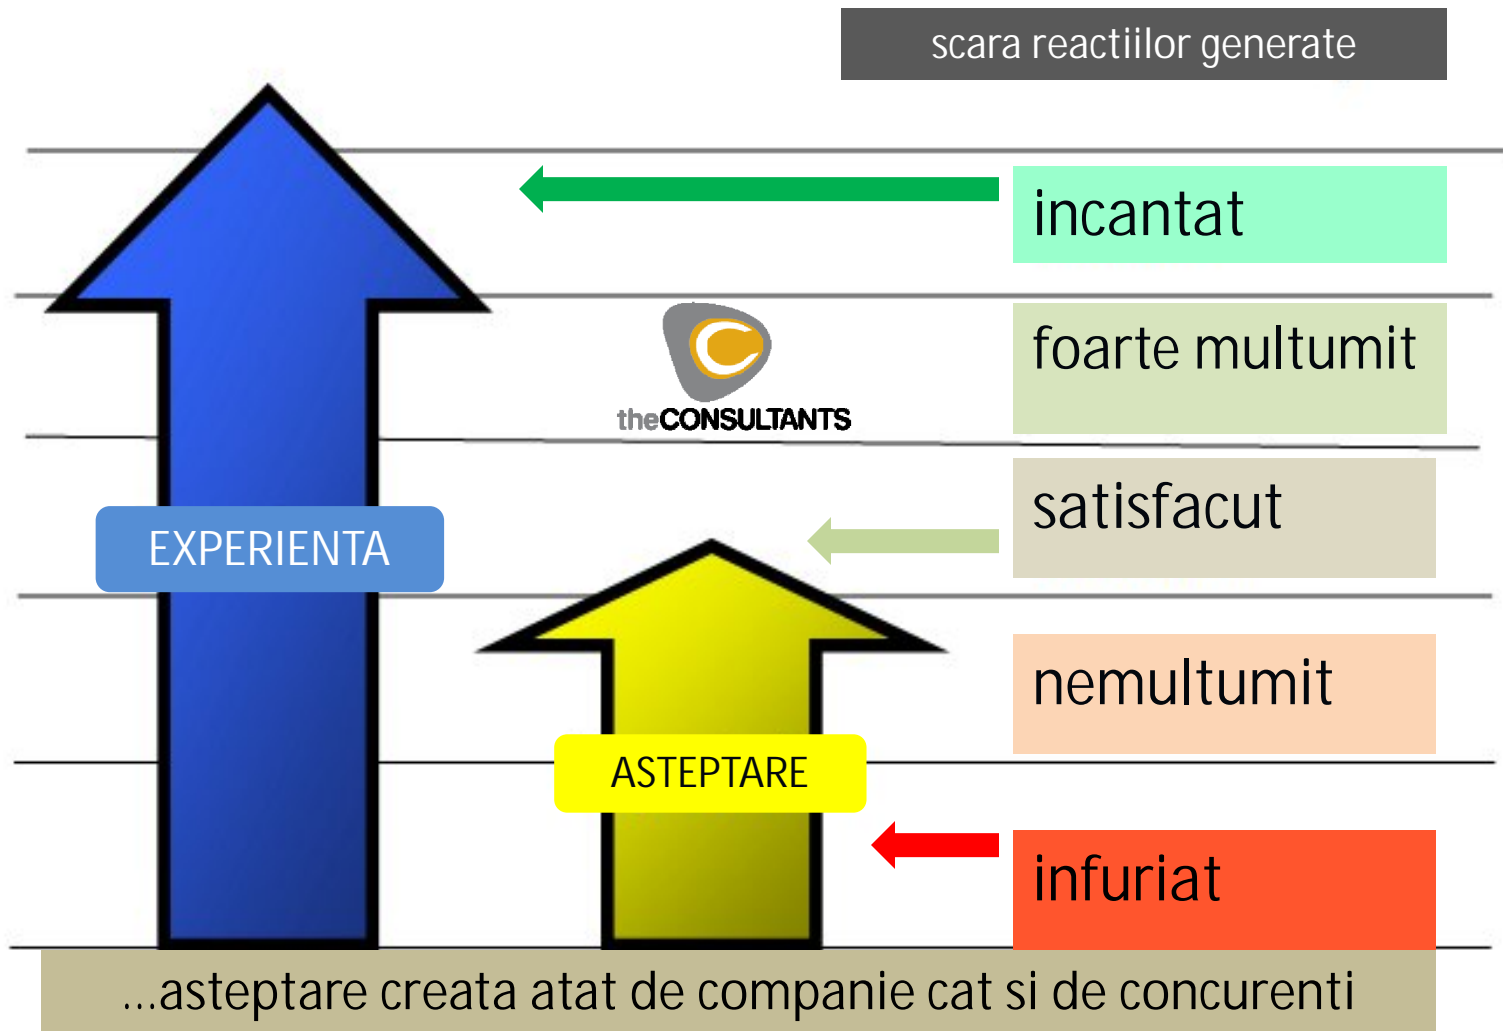 scara reactiilor generate
incantat
foarte multumit
theCONSULTANTS
satisfacut
EXPERIENTA
nemultumit
ASTEPTARE
infuriat
...asteptare creata atat de companie cat si de concurenti